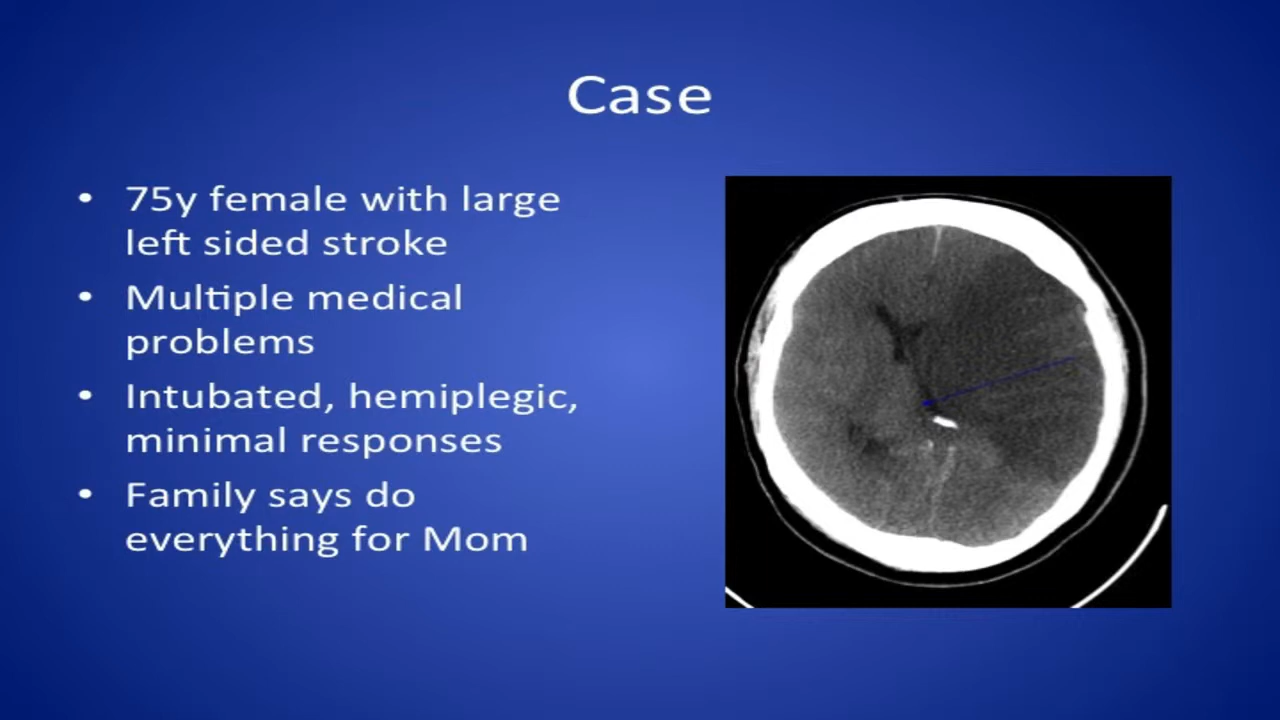 Case
• 75y female with large
left sided stroke
• Multiple medical
problems
• Intubated, hemiplegic,
minimal responses
• Family says do
everything for Mom